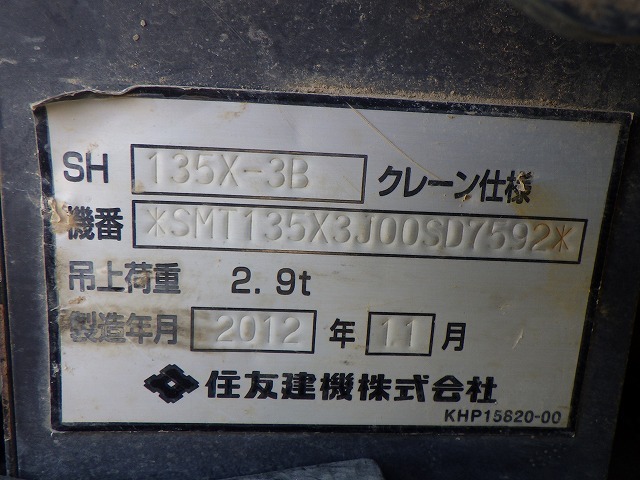 SH 135X-3B クレーン仕様
機番 *SMT135X3J00SD7592*
吊上荷重 2.9t
製造年月 2012 年 11 月
住友建機株式会社
KHP15820-00